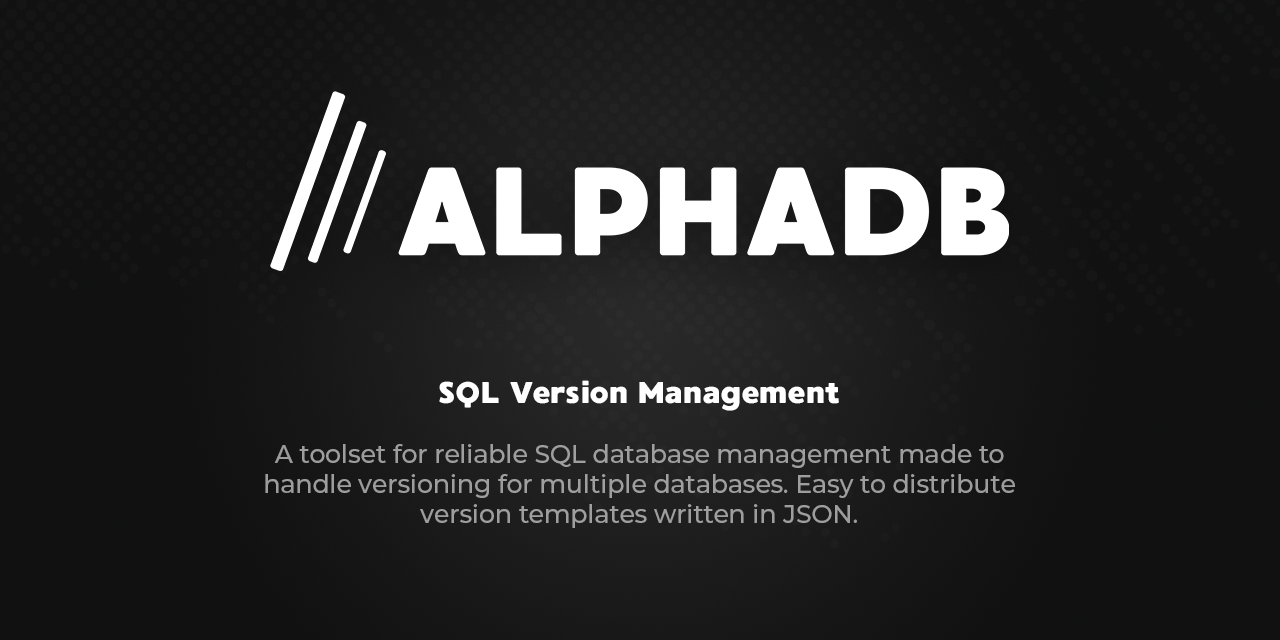 ALPHADB
SQL Version Management
A toolset for reliable SQL database management made to
handle versioning for multiple databases. Easy to distribute
version templates written in JSON.